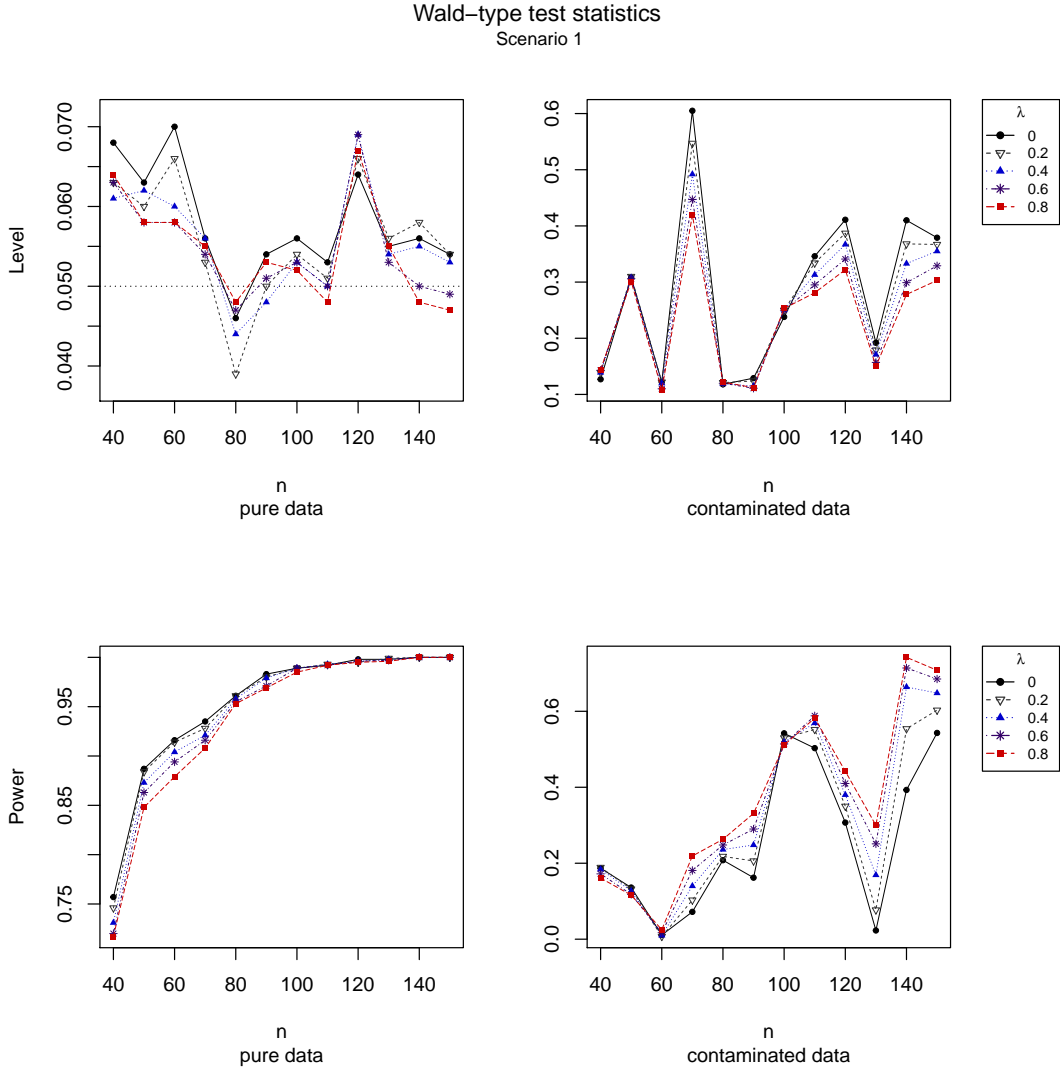 Wald−type test statistics
Scenario 1
Level
0.070
0.060
0.050
0.040
40 60 80 100 120 140
n
pure data
0.6
0.5
0.4
0.3
0.2
0.1
40 60 80 100 120 140
n
contaminated data
λ
0
0.2
0.4
0.6
0.8
Power
0.95
0.85
0.75
40 60 80 100 120 140
n
pure data
0.6
0.4
0.2
0.0
40 60 80 100 120 140
n
contaminated data
λ
0
0.2
0.4
0.6
0.8